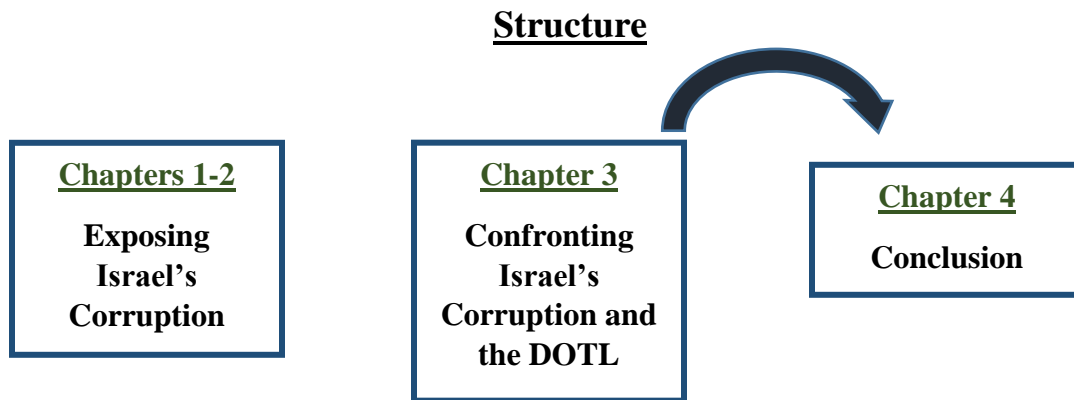 Structure
Chapters 1-2
Exposing
Israel’s
Corruption
Chapter 3
Confronting
Israel’s
Corruption and
the DOTL
Chapter 4
Conclusion